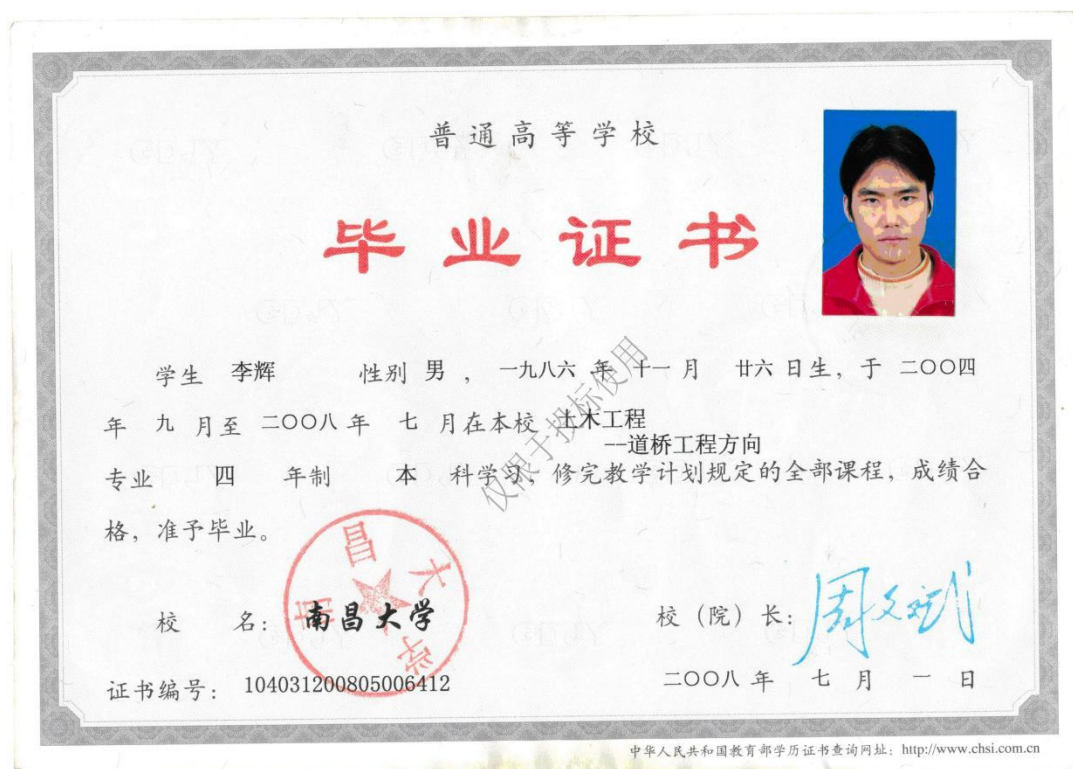 普通高等学校
毕业证书
学生 李辉 性别 男 ， 一九八六 年 十一 月 廿六 日生，于 二〇〇四
年 九 月至 二〇〇八 年 七 月在本校 土木工程
--道桥工程方向
专业 四 年制 本 科学习，修完教学计划规定的全部课程，成绩合
格，准予毕业。
仅限于投标使用
南昌大学
校 名：南昌大学
校（院）长：周文斌
证书编号：104031200805006412
二〇〇八 年 七 月 一 日
中华人民共和国教育部学历证书查询网址：http://www.chsi.com.cn